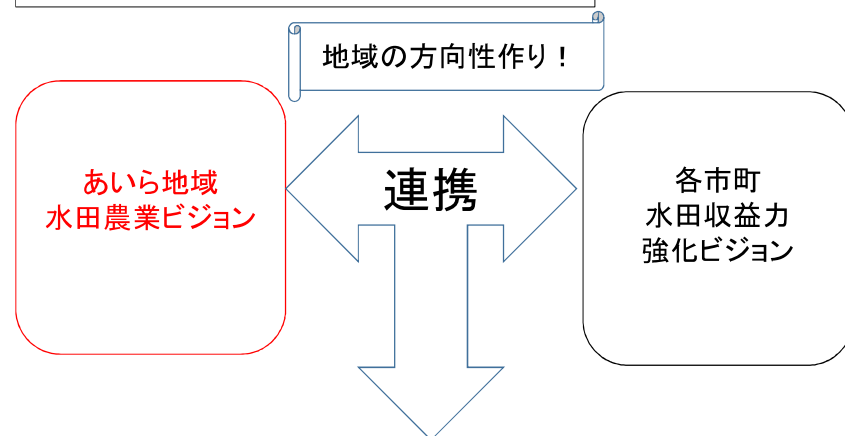 地域の方向性作り！
あいら地域
水田農業ビジョン
連携
各市町
水田収益力
強化ビジョン